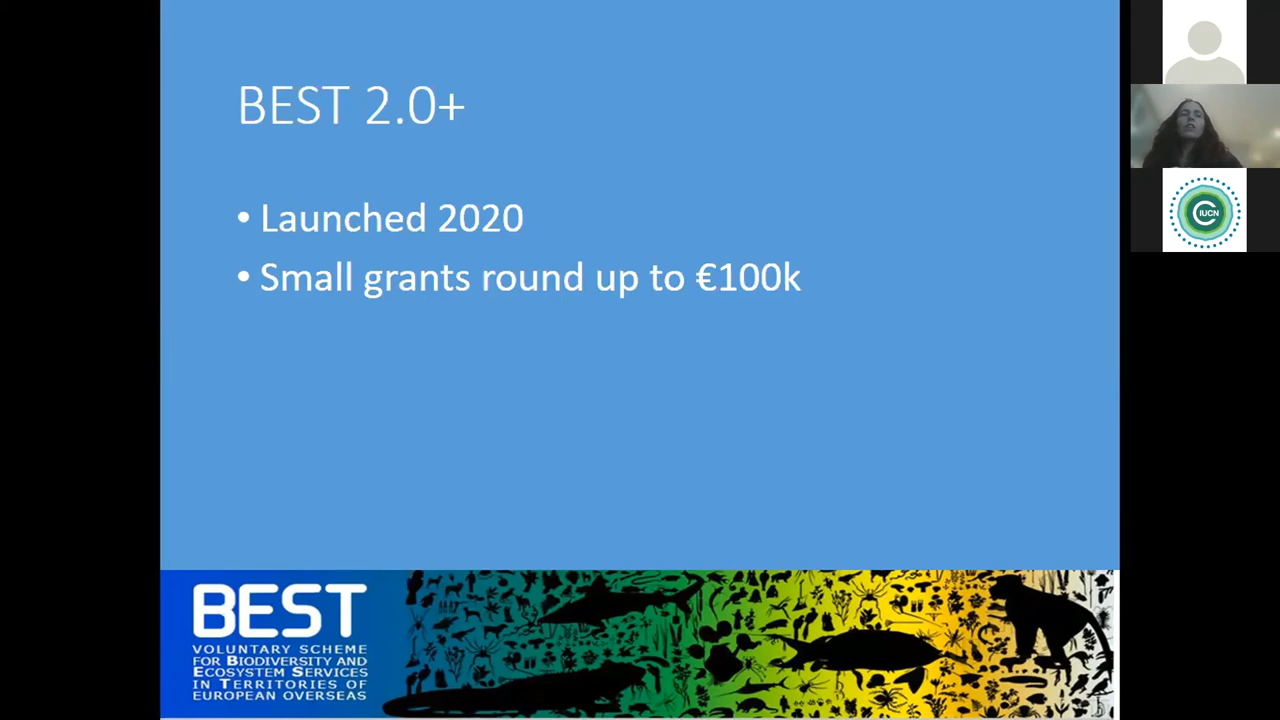 BEST 2.0+
• Launched 2020
• Small grants round up to €100k
IUCN
BEST
VOLUNTARY SCHEME
FOR BIODIVERSITY AND
ECOSYSTEM SERVICES
IN TERRITORIES OF
EUROPEAN OVERSEAS